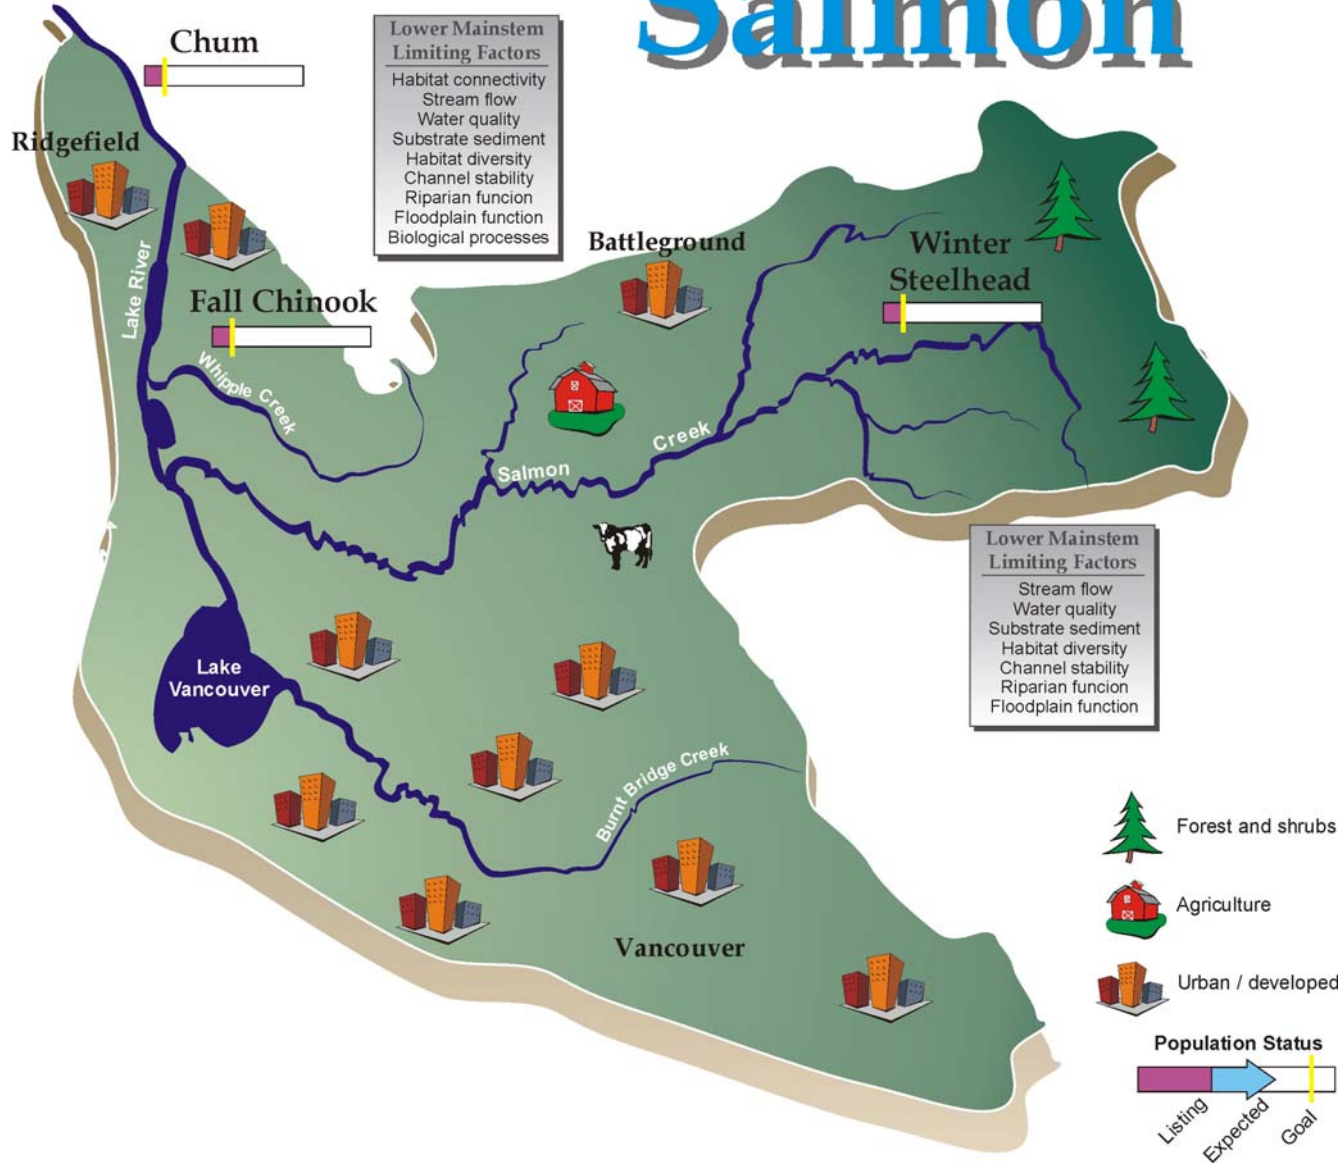 Salmon
Chum
Lower Mainstem
Limiting Factors
Habitat connectivity
Stream flow
Water quality
Substrate sediment
Habitat diversity
Channel stability
Riparian funcion
Floodplain function
Biological processes
Ridgefield
Lake River
Fall Chinook
Whipple Creek
Battleground
Winter
Steelhead
Salmon Creek
Lower Mainstem
Limiting Factors
Stream flow
Water quality
Substrate sediment
Habitat diversity
Channel stability
Riparian funcion
Floodplain function
Lake
Vancouver
Burnt Bridge Creek
Vancouver
Forest and shrubs
Agriculture
Urban / developed
Population Status
Listing
Expected
Goal